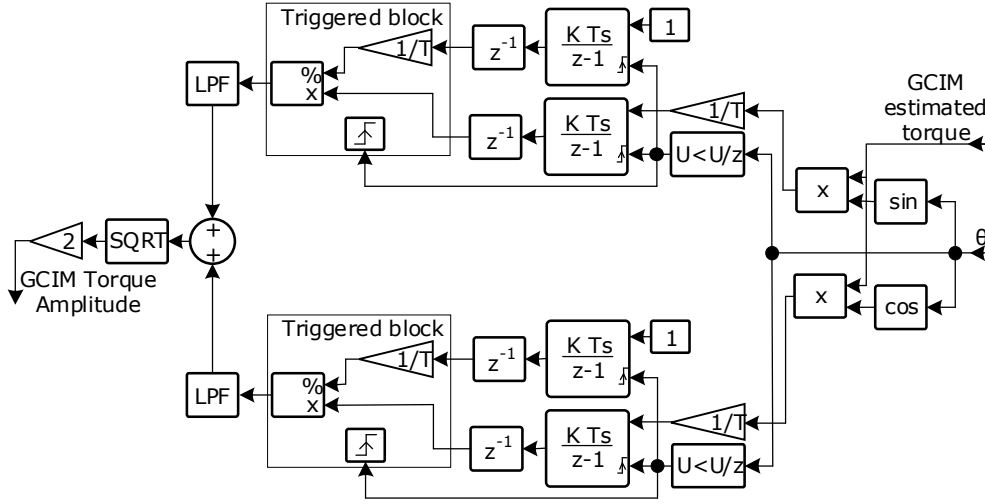 Triggered block
1/T
z-1
K Ts
z-1
1
LPF
%
x
GCIM
estimated
torque
1/T
z-1
K Ts
z-1
U<U/z
x
sin
2
SQRT
+
+
θ
GCIM Torque
Amplitude
x
cos
Triggered block
1/T
z-1
K Ts
z-1
1
LPF
%
x
1/T
z-1
K Ts
z-1
U<U/z